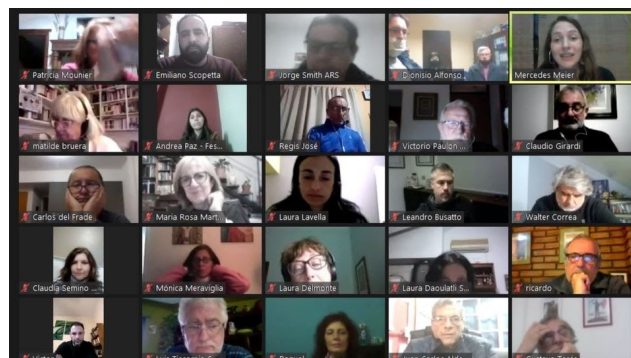 Patricia Mounier
Emiliano Scopetta
Jorge Smith ARS
Dionisio Alfonso...
Mercedes Meier
matilde bruera
Andrea Paz - Fes...
Regis José
Victorio Paulón ...
Claudio Girardi
Carlos del Frade
Maria Rosa Mart...
Laura Lavella
Leandro Busatto
Walter Correa
Claudia Semino ...
Mónica Meraviglia
Laura Delmonte
Laura Daoulatli S...
ricardo